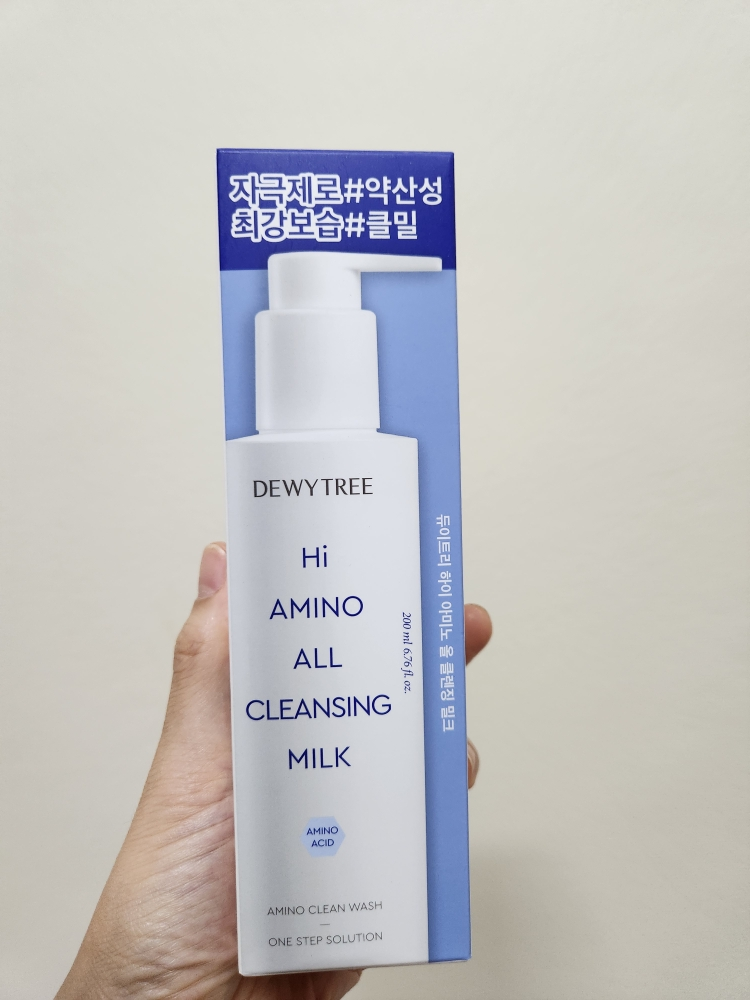 자극제로#약산성
최강보습#클밀
DEWYTREE
Hi
AMINO
ALL
CLEANSING
MILK
200 ml 6.76 fl. oz.
AMINO
ACID
AMINO CLEAN WASH
ONE STEP SOLUTION
듀이트리 하이 아미노 올 클렌징 밀크